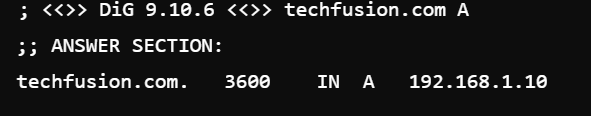 ; <<>> DiG 9.10.6 <<>> techfusion.com A
;; ANSWER SECTION:
techfusion.com. 3600 IN A 192.168.1.10